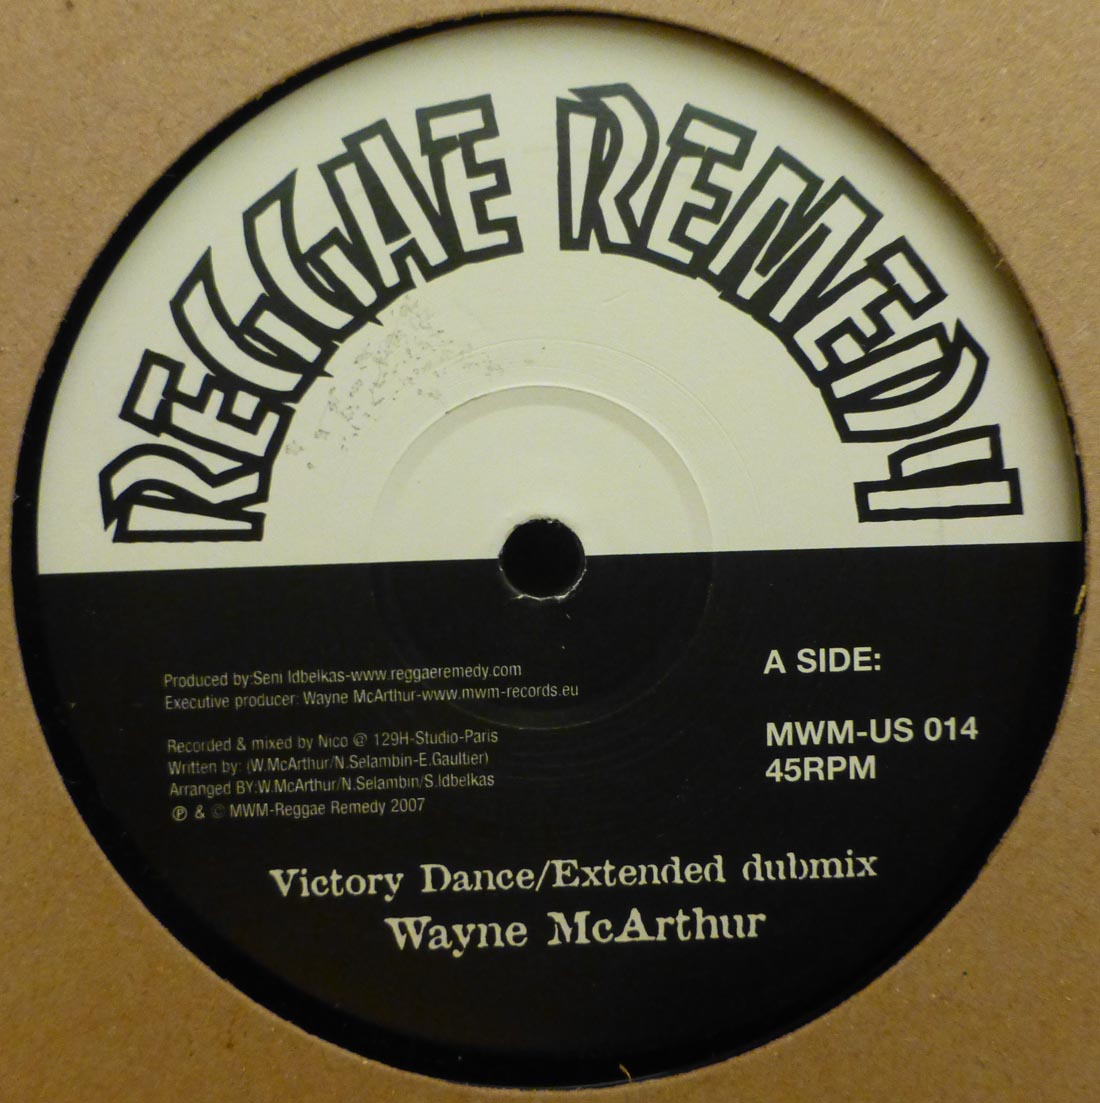 REGGAE REMEDI
Produced by:Seni Idbelkas-www.reggaeremedy.com
Executive producer: Wayne McArthur-www.mwm-records.eu
Recorded & mixed by Nico @ 129H-Studio-Paris
Written by: (W.McArthur/N.Selambin-E.Gaultier)
Arranged BY:W.McArthur/N.Selambin/S.Idbelkas
℗ & © MWM-Reggae Remedy 2007
A SIDE:
MWM-US 014
45RPM
Victory Dance/Extended dubmix
Wayne McArthur